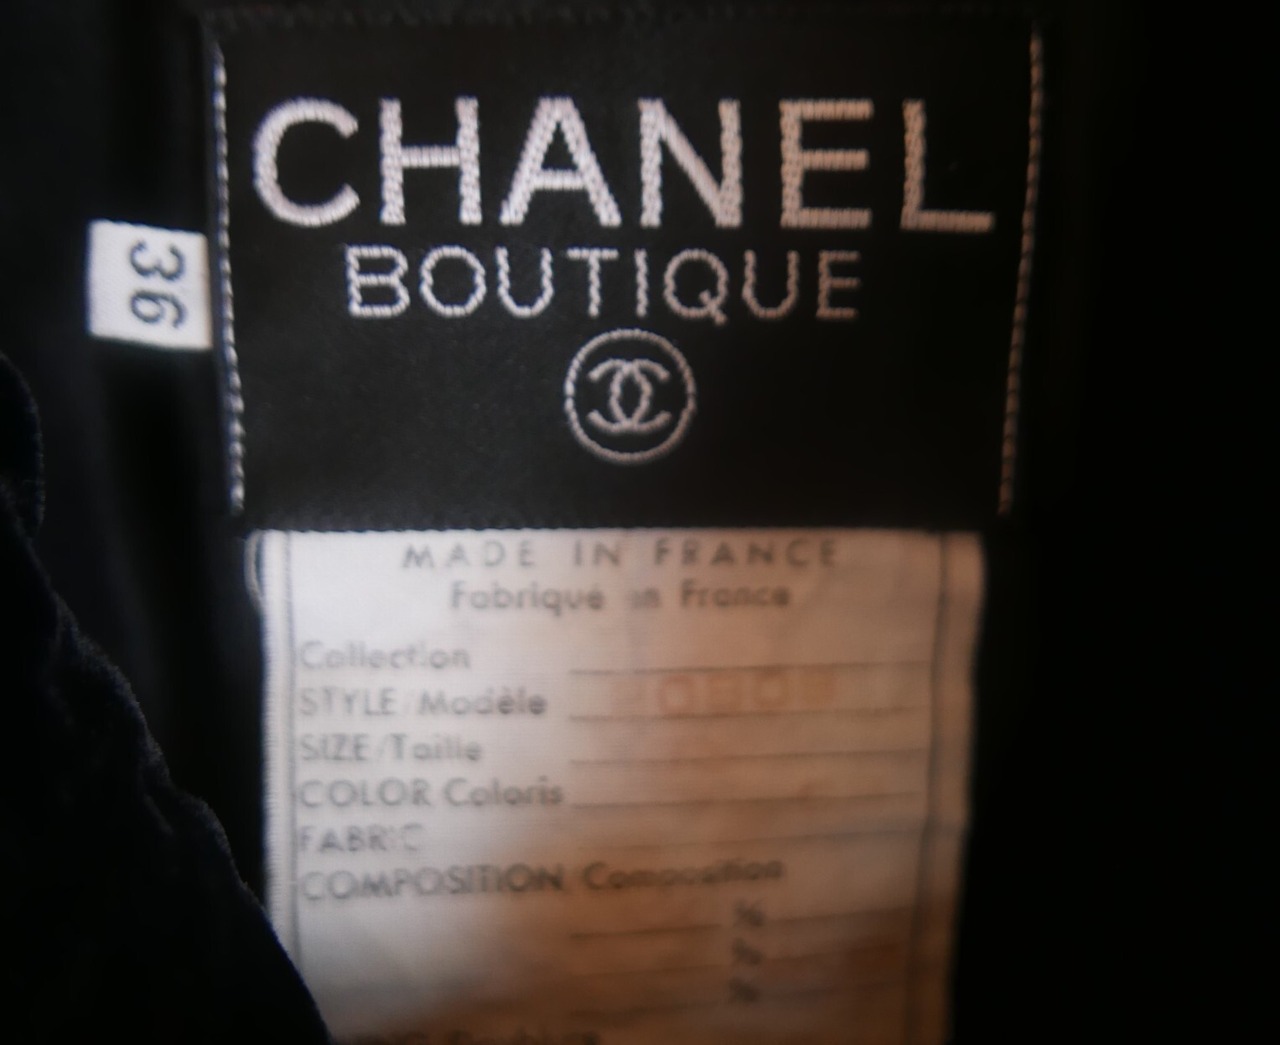 CHANEL
BOUTIQUE
36
MADE IN FRANCE
Fabriqué en France
Collection
STYLE/Modèle
SIZE/Taille
COLOR Coloris
FABRIC
COMPOSITION/Composition
%
%
%